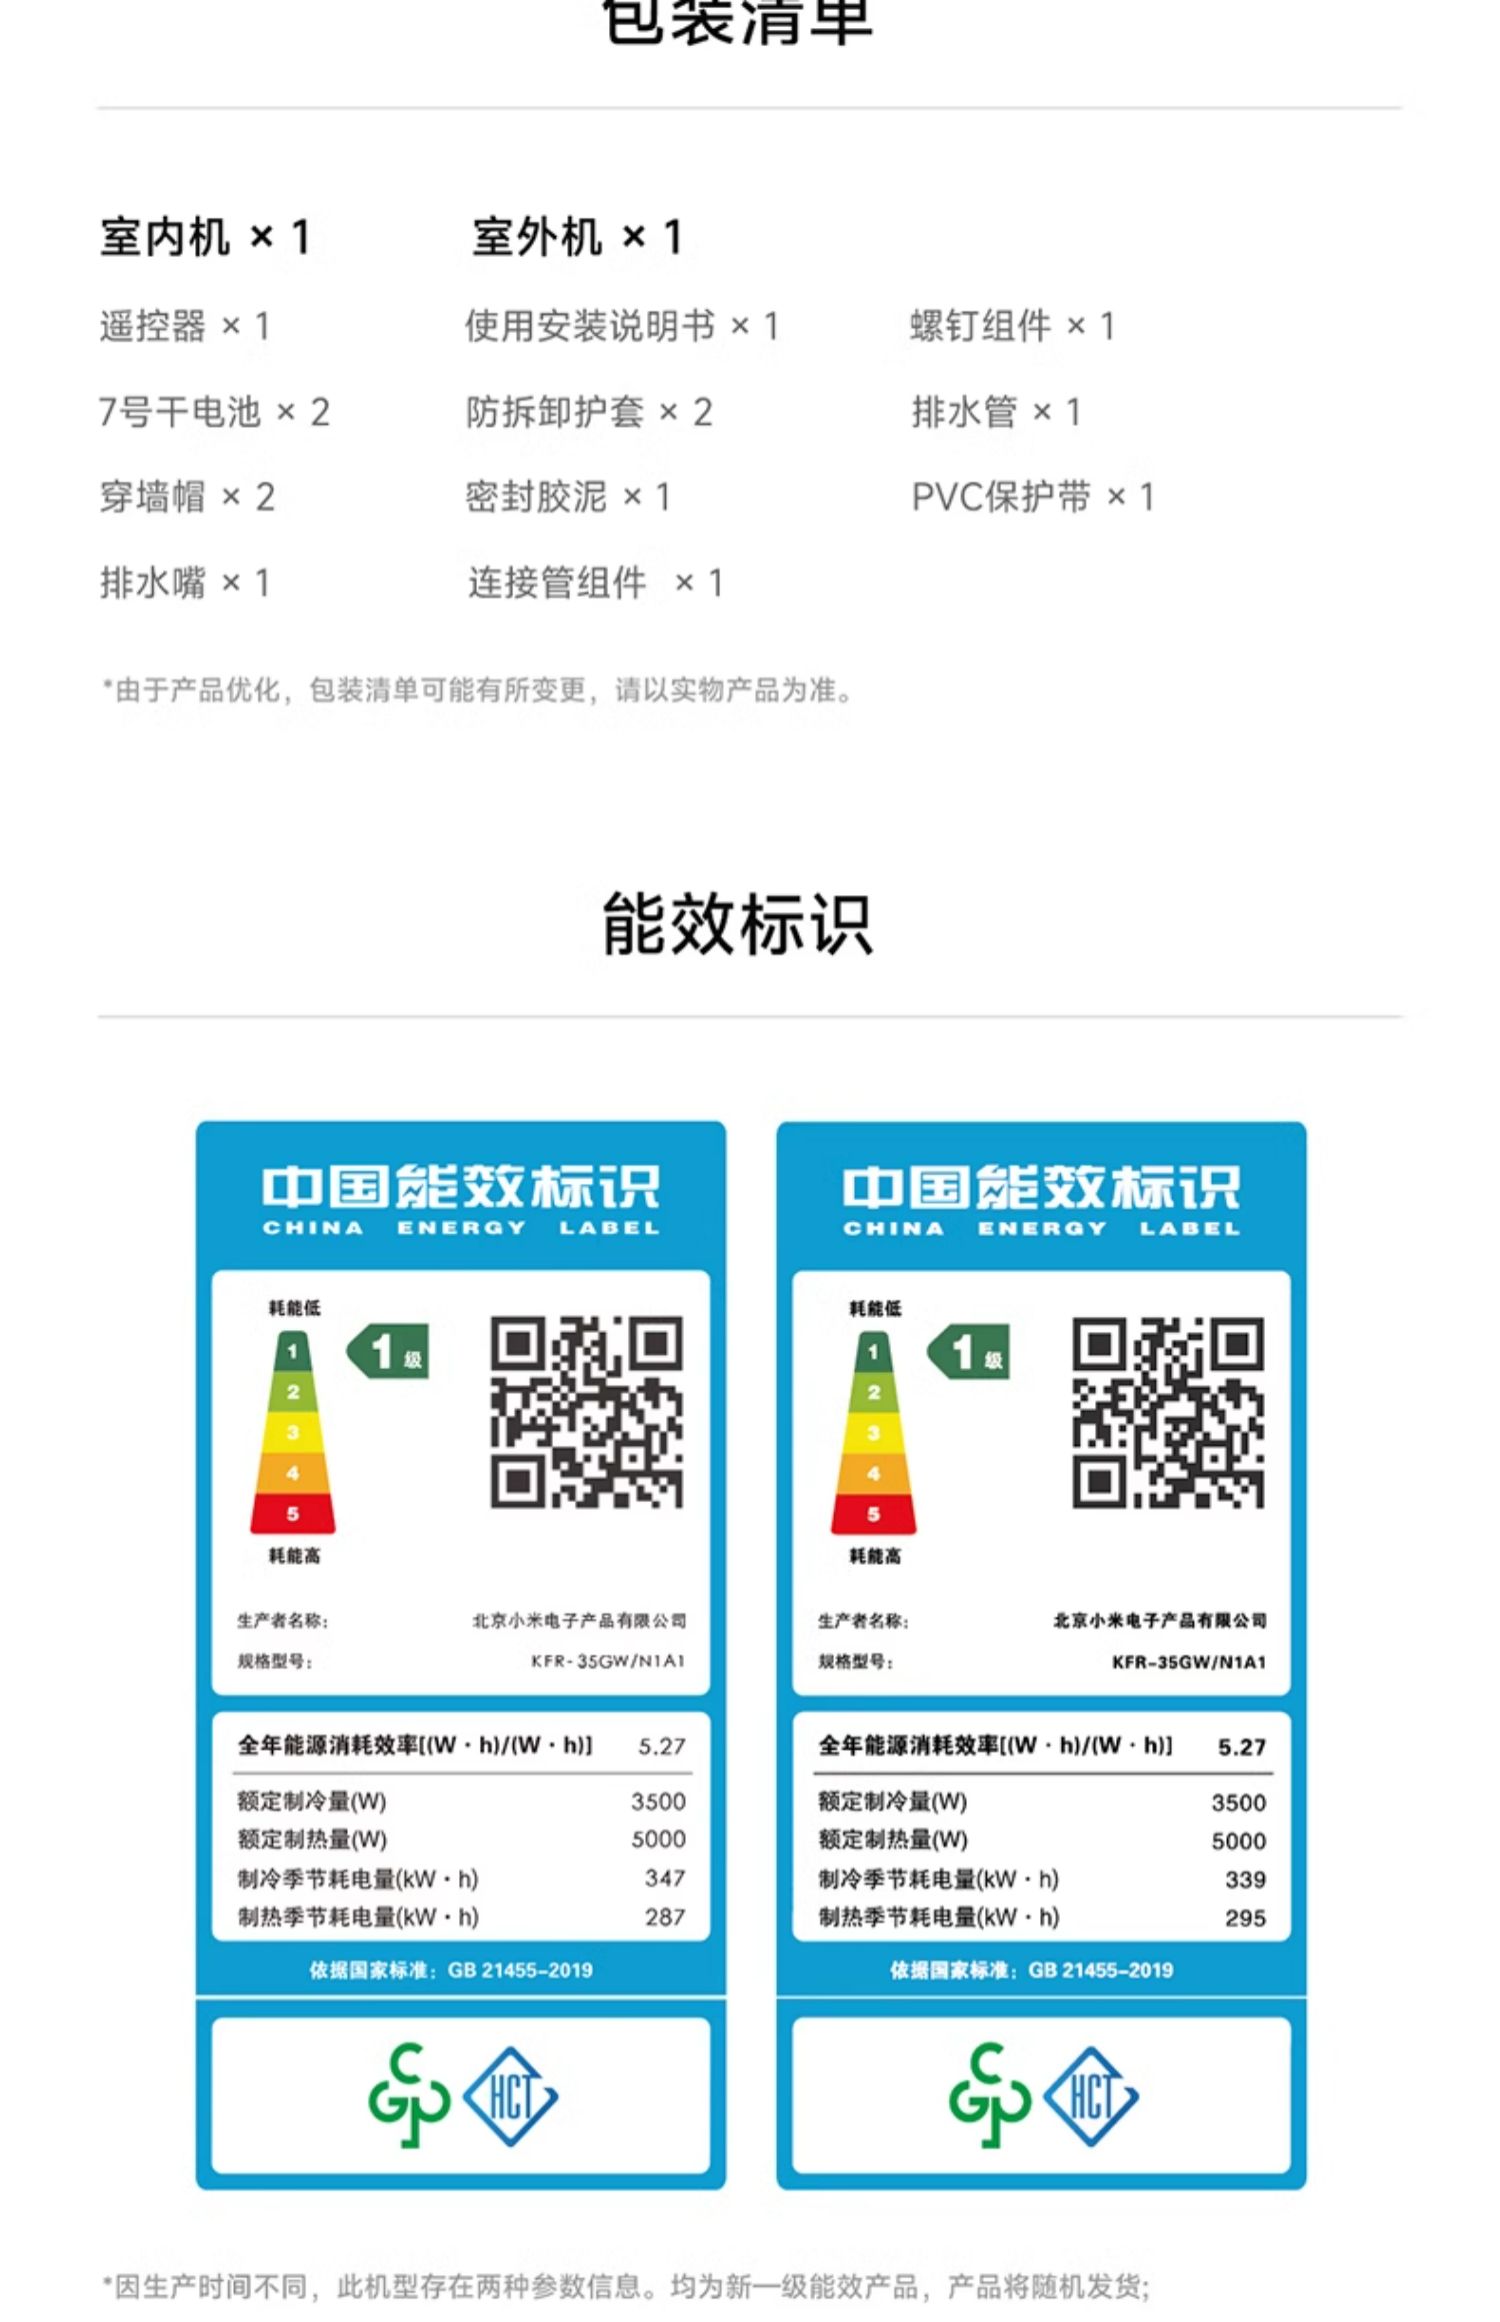 包装清单
室内机 × 1 室外机 × 1
遥控器 × 1 使用安装说明书 × 1 螺钉组件 × 1
7号干电池 × 2 防拆卸护套 × 2 排水管 × 1
穿墙帽 × 2 密封胶泥 × 1 PVC保护带 × 1
排水嘴 × 1 连接管组件 × 1
*由于产品优化，包装清单可能有所变更，请以实物产品为准。
能效标识
中国能效标识
CHINA ENERGY LABEL
耗能低
1
2
3
4
5
耗能高
1级
生产者名称： 北京小米电子产品有限公司
规格型号： KFR-35GW/N1A1
全年能源消耗效率[(W·h)/(W·h)] 5.27
额定制冷量(W) 3500
额定制热量(W) 5000
制冷季节耗电量(kW·h) 347
制热季节耗电量(kW·h) 287
依据国家标准：GB 21455-2019
CGP HCT
中国能效标识
CHINA ENERGY LABEL
耗能低
1
2
3
4
5
耗能高
1级
生产者名称： 北京小米电子产品有限公司
规格型号： KFR-35GW/N1A1
全年能源消耗效率[(W·h)/(W·h)] 5.27
额定制冷量(W) 3500
额定制热量(W) 5000
制冷季节耗电量(kW·h) 339
制热季节耗电量(kW·h) 295
依据国家标准：GB 21455-2019
CGP HCT
*因生产时间不同，此机型存在两种参数信息。均为新一级能效产品，产品将随机发货;